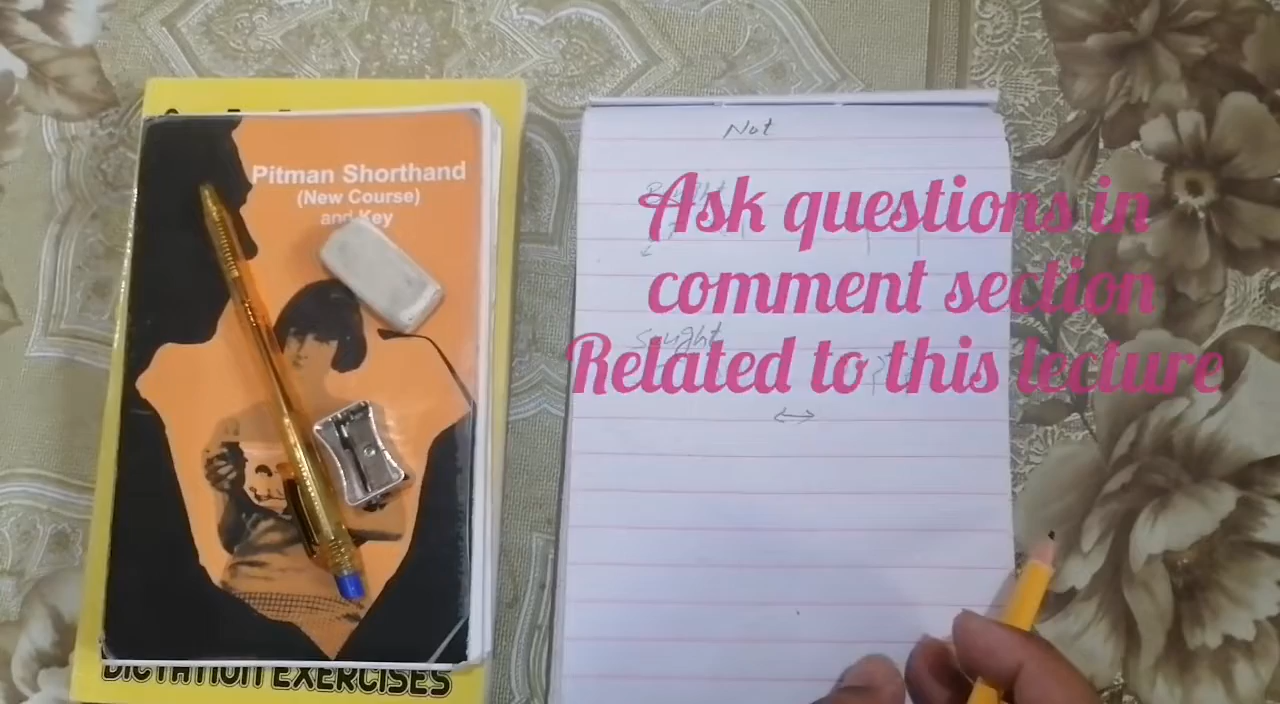 Pitman Shorthand
(New Course)
and Key
DICTATION EXERCISES
Not
Ask questions in
comment section
Sought
Related to this lecture